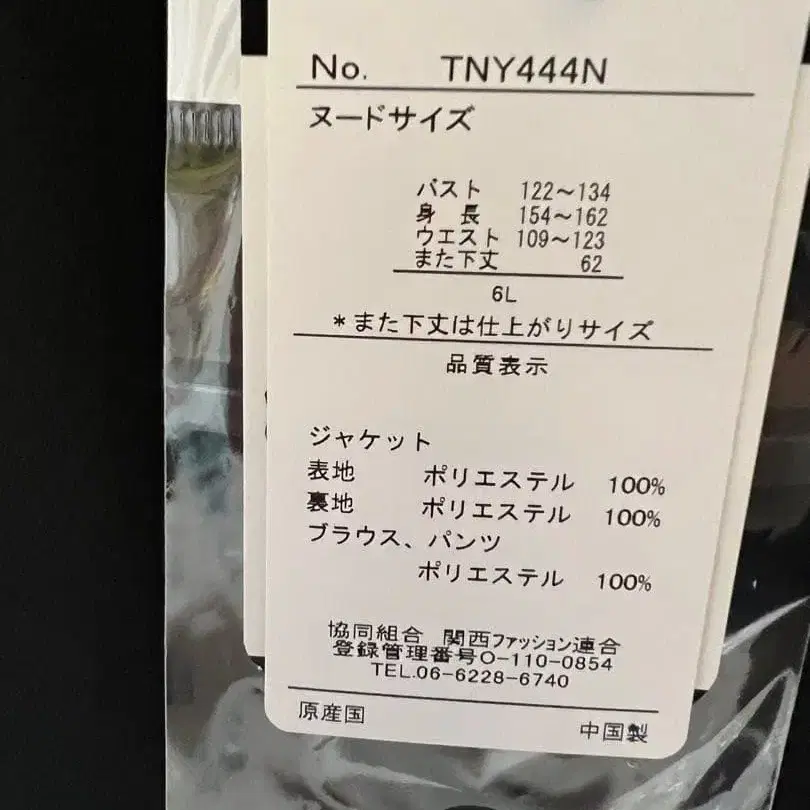 No. TNY444N
ヌードサイズ
バスト 122～134
身 長 154～162
ウエスト 109～123
また下丈 62
6L
＊また下丈は仕上がりサイズ
品質表示
ジャケット
表地 ポリエステル 100%
裏地 ポリエステル 100%
ブラウス、パンツ
ポリエステル 100%
協同組合 関西ファッション連合
登録管理番号O-110-0854
TEL.06-6228-6740
原産国 中国製